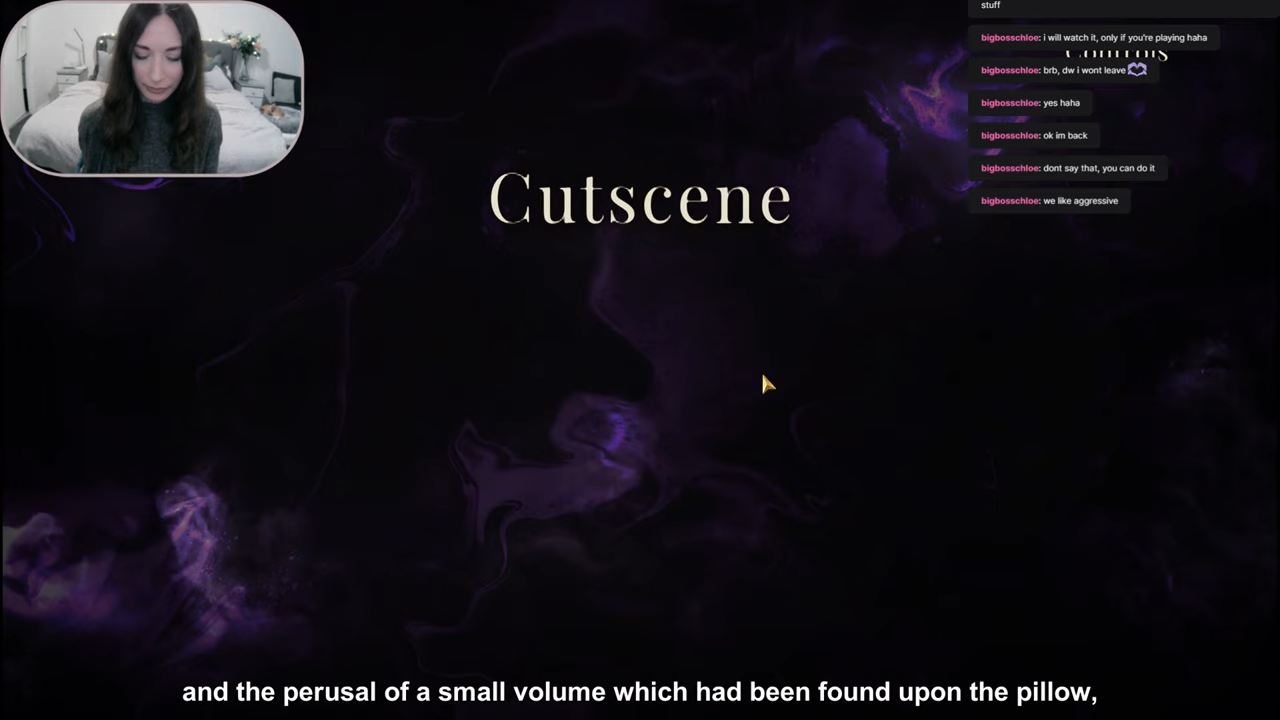 stuff
bigbosschloe: i will watch it, only if you're playing haha
Controls
bigbosschloe: brb, dw i wont leave
bigbosschloe: yes haha
bigbosschloe: ok im back
bigbosschloe: dont say that, you can do it
bigbosschloe: we like aggressive
Cutscene
and the perusal of a small volume which had been found upon the pillow,